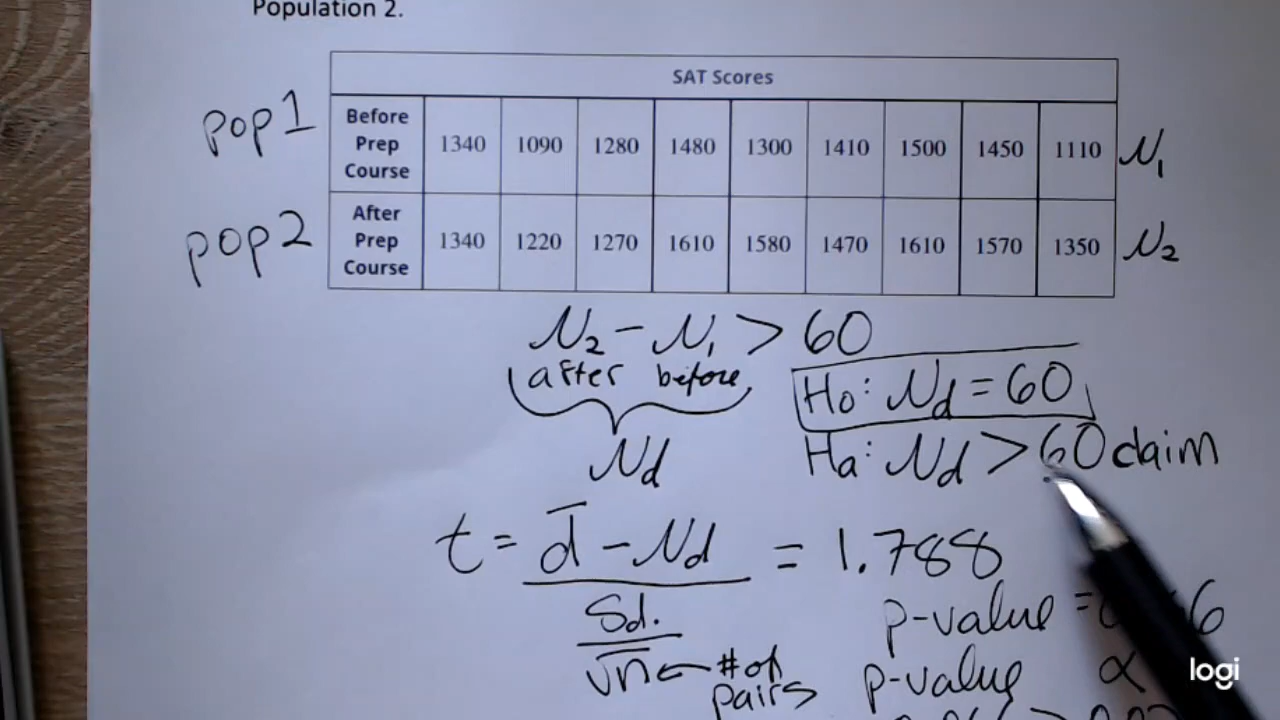 Population 2.
SAT Scores
pop 1 Before Prep Course 1340 1090 1280 1480 1300 1410 1500 1450 1110 μ₁
pop 2 After Prep Course 1340 1220 1270 1610 1580 1470 1610 1570 1350 μ₂
μ₂ - μ₁ > 60
after before
H₀: μd = 60
μd
Ha: μd > 60 claim
t = d̄ - μd / Sd. / √n = 1.788
p-value =
← # of pairs
p-value α
logi